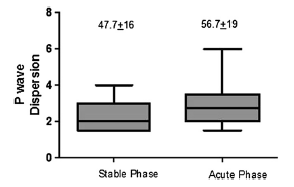 47.7±16
56.7±19
8
6
4
2
0
P wave
Dispersion
Stable Phase
Acute Phase